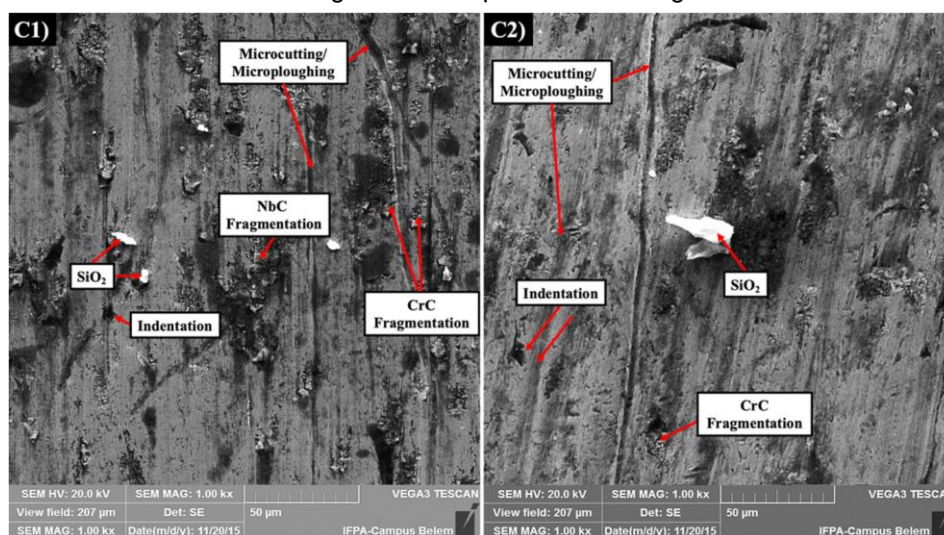 C1)
Microcutting/
Microploughing
NbC
Fragmentation
SiO₂
Indentation
CrC
Fragmentation
SEM HV: 20.0 kV SEM MAG: 1.00 kx VEGA3 TESCAN
View field: 207 µm Det: SE 50 µm
SEM MAG: 1.00 kx Date(m/d/y): 11/20/15 IFPA-Campus Belem
C2)
Microcutting/
Microploughing
SiO₂
Indentation
CrC
Fragmentation
SEM HV: 20.0 kV SEM MAG: 1.00 kx VEGA3 TESCAN
View field: 207 µm Det: SE 50 µm
SEM MAG: 1.00 kx Date(m/d/y): 11/20/15 IFPA-Campus Belem